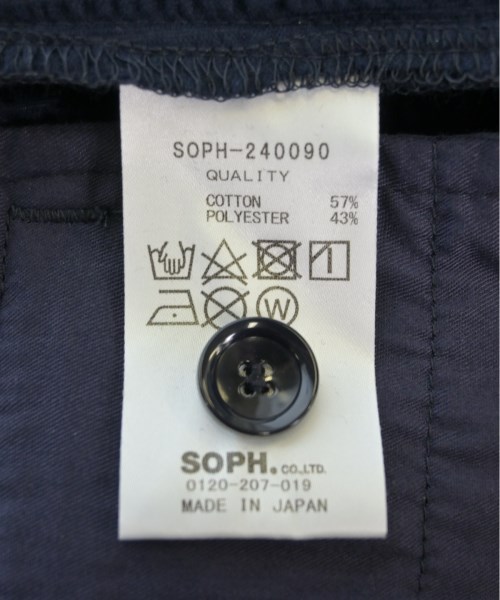 SOPH-240090
QUALITY
COTTON 57%
POLYESTER 43%
W
SOPH. CO.,LTD.
0120-207-019
MADE IN JAPAN